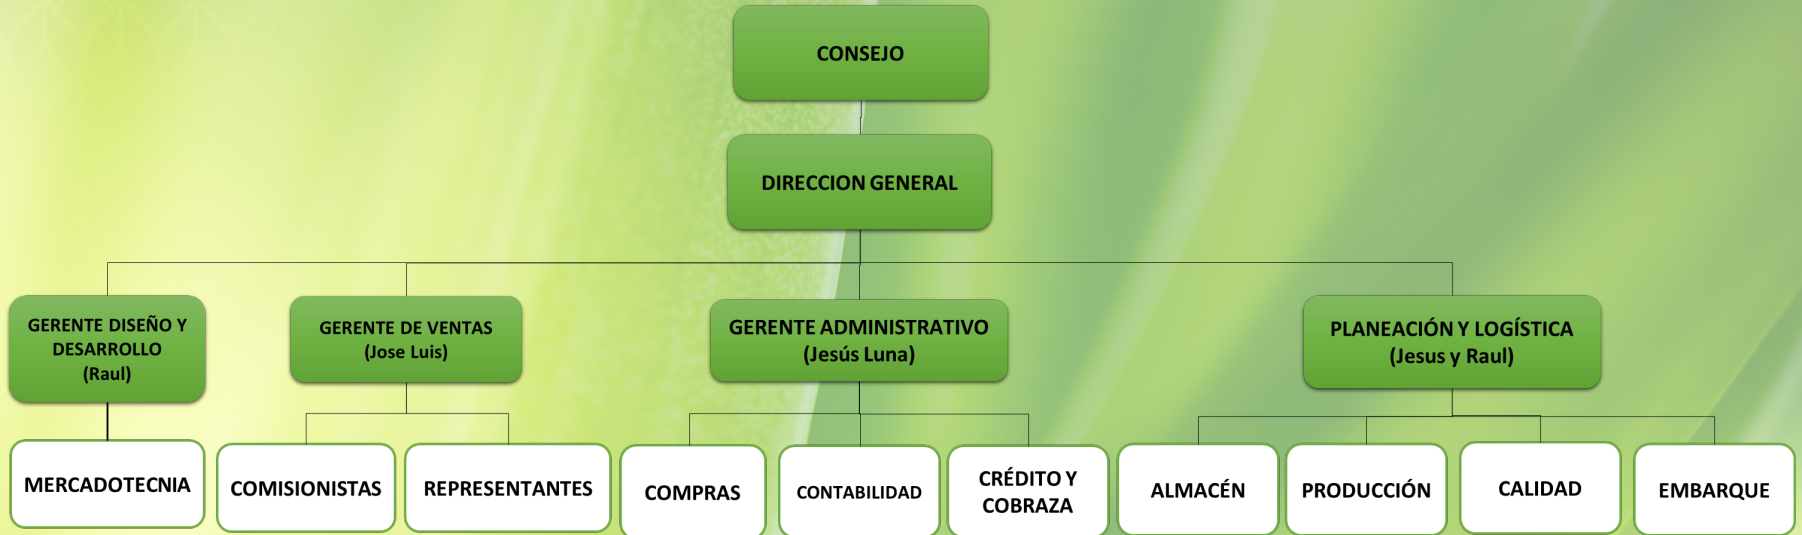 CONSEJO
DIRECCION GENERAL
GERENTE DISEÑO Y
DESARROLLO
(Raul)
GERENTE DE VENTAS
(Jose Luis)
GERENTE ADMINISTRATIVO
(Jesús Luna)
PLANEACIÓN Y LOGÍSTICA
(Jesus y Raul)
MERCADOTECNIA
COMISIONISTAS
REPRESENTANTES
COMPRAS
CONTABILIDAD
CRÉDITO Y
COBRAZA
ALMACÉN
PRODUCCIÓN
CALIDAD
EMBARQUE